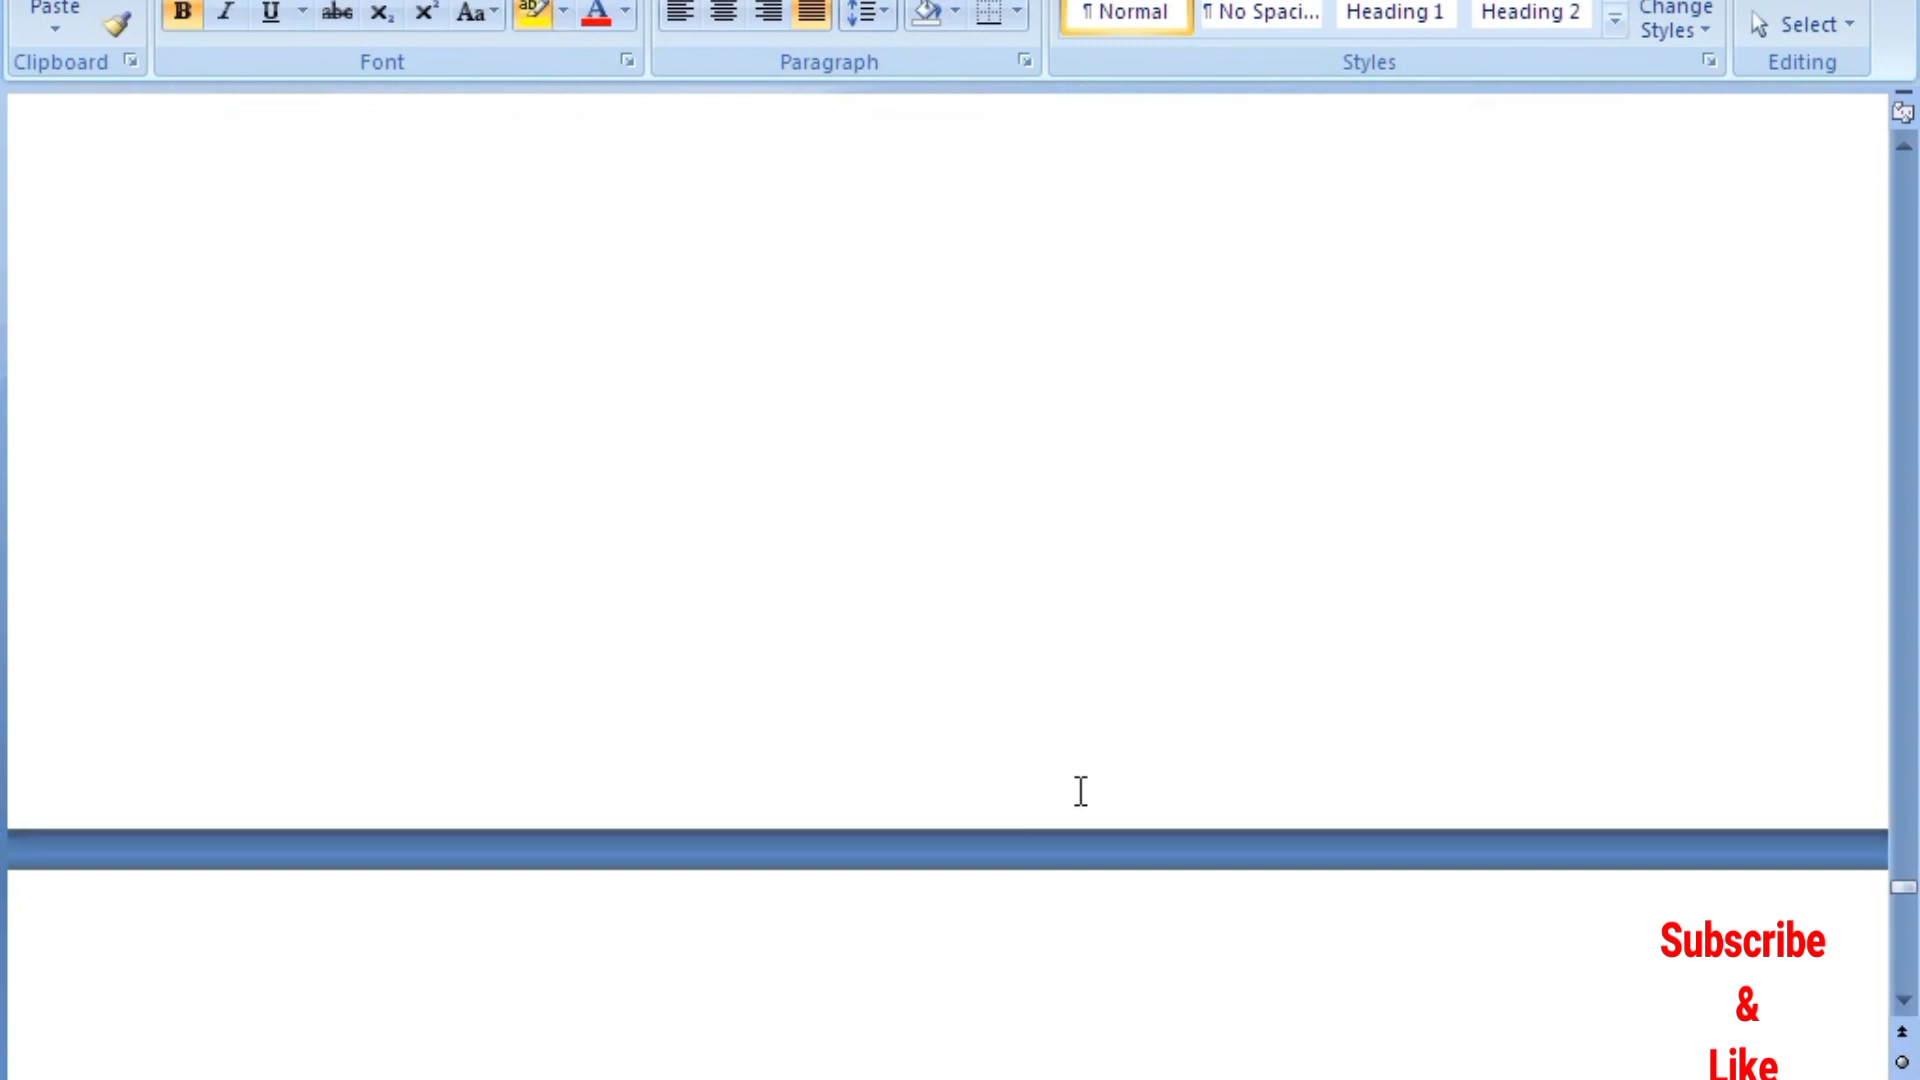 Paste
B I U abc X₂ X² Aa ab A
¶ Normal ¶ No Spaci... Heading 1 Heading 2 Change Styles Select
Clipboard Font Paragraph Styles Editing
Subscribe
&
Like